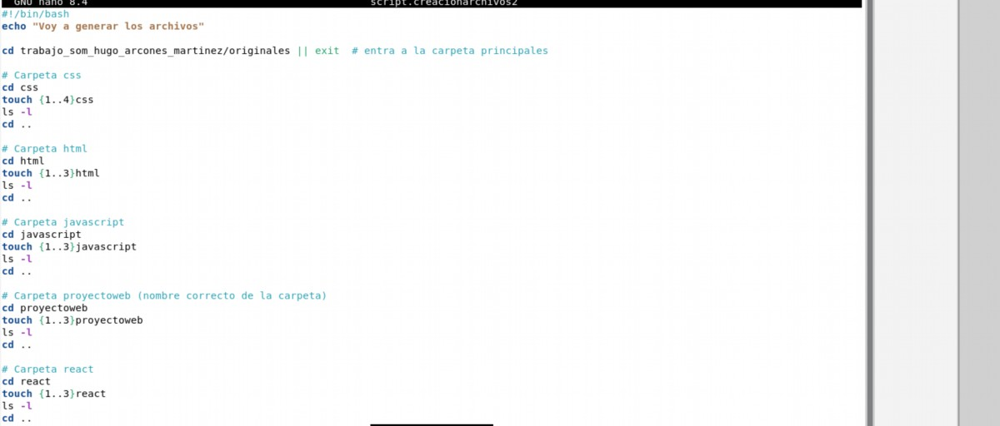 GNU nano 8.4 script.creacionarchivos2
#!/bin/bash
echo "Voy a generar los archivos"
cd trabajo_som_hugo_arcones_martinez/originales || exit # entra a la carpeta principales
# Carpeta css
cd css
touch {1..4}css
ls -l
cd ..
# Carpeta html
cd html
touch {1..3}html
ls -l
cd ..
# Carpeta javascript
cd javascript
touch {1..3}javascript
ls -l
cd ..
# Carpeta proyectoweb (nombre correcto de la carpeta)
cd proyectoweb
touch {1..3}proyectoweb
ls -l
cd ..
# Carpeta react
cd react
touch {1..3}react
ls -l
cd ..